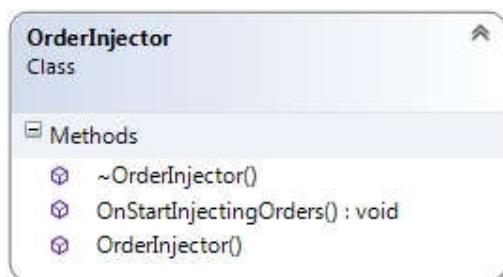 OrderInjector
Class
Methods
~OrderInjector()
OnStartInjectingOrders() : void
OrderInjector()